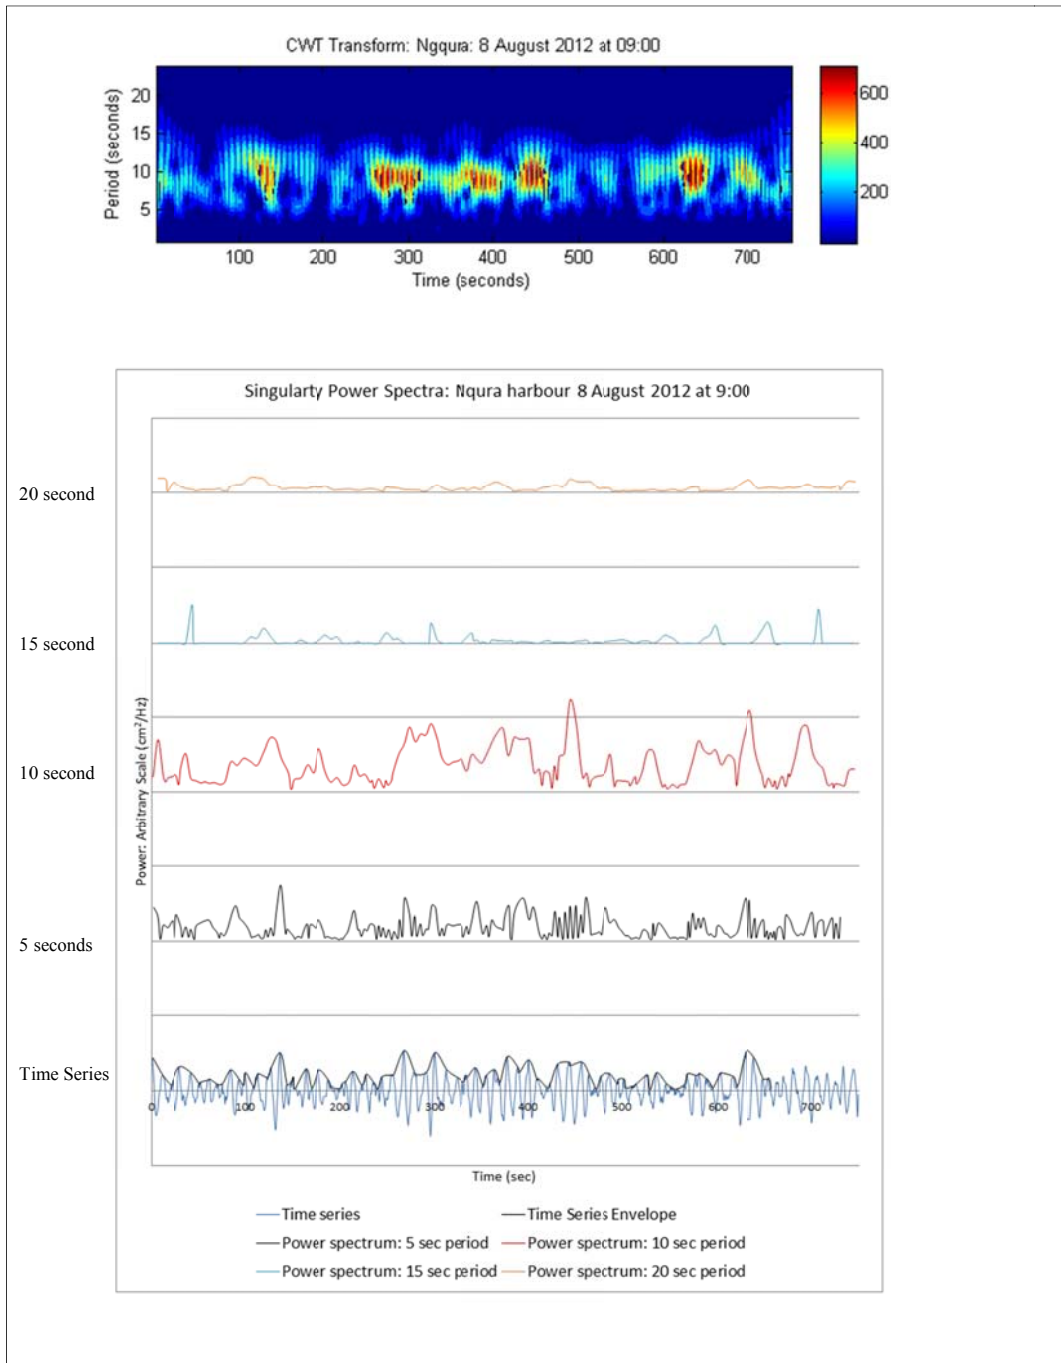 CWT Transform: Ngqura: 8 August 2012 at 09:00
Period (seconds)
20
15
10
5
100 200 300 400 500 600 700
Time (seconds)
600
400
200
Singularty Power Spectra: Nqura harbour 8 August 2012 at 9:00
20 second
15 second
10 second
5 seconds
Time Series
Power: Arbitrary Scale (cm²/Hz)
0 100 200 300 400 500 600 700
Time (sec)
Time series
Time Series Envelope
Power spectrum: 5 sec period
Power spectrum: 10 sec period
Power spectrum: 15 sec period
Power spectrum: 20 sec period